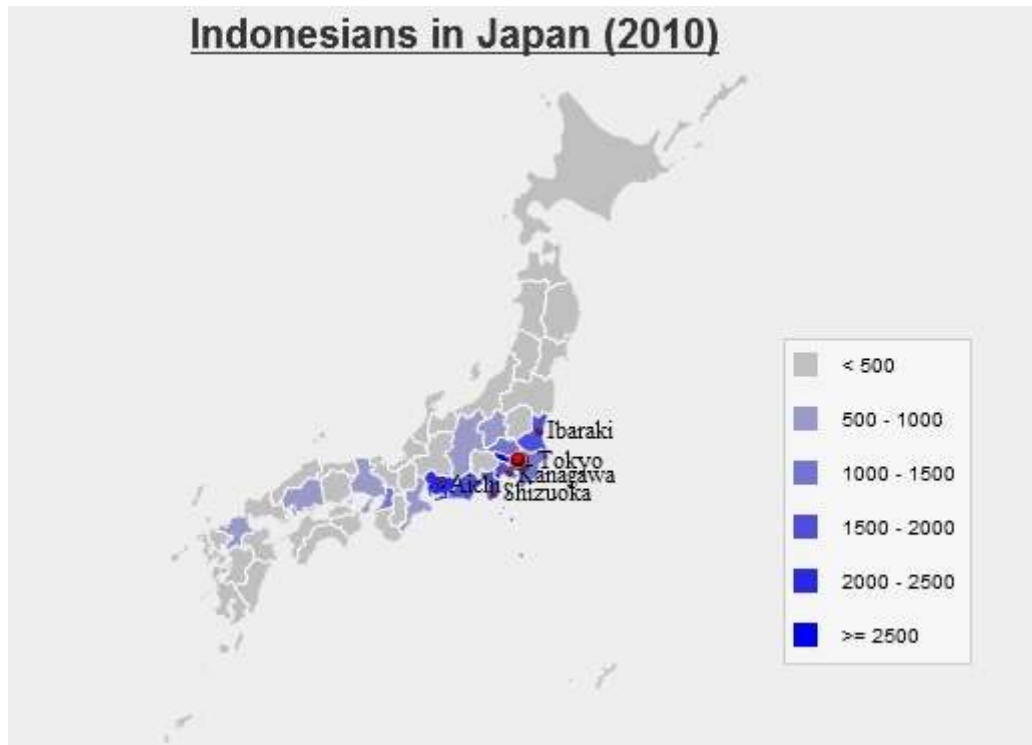 Indonesians in Japan (2010)
Ibaraki
Tokyo
Kanagawa
Aichi
Shizuoka
< 500
500 - 1000
1000 - 1500
1500 - 2000
2000 - 2500
>= 2500